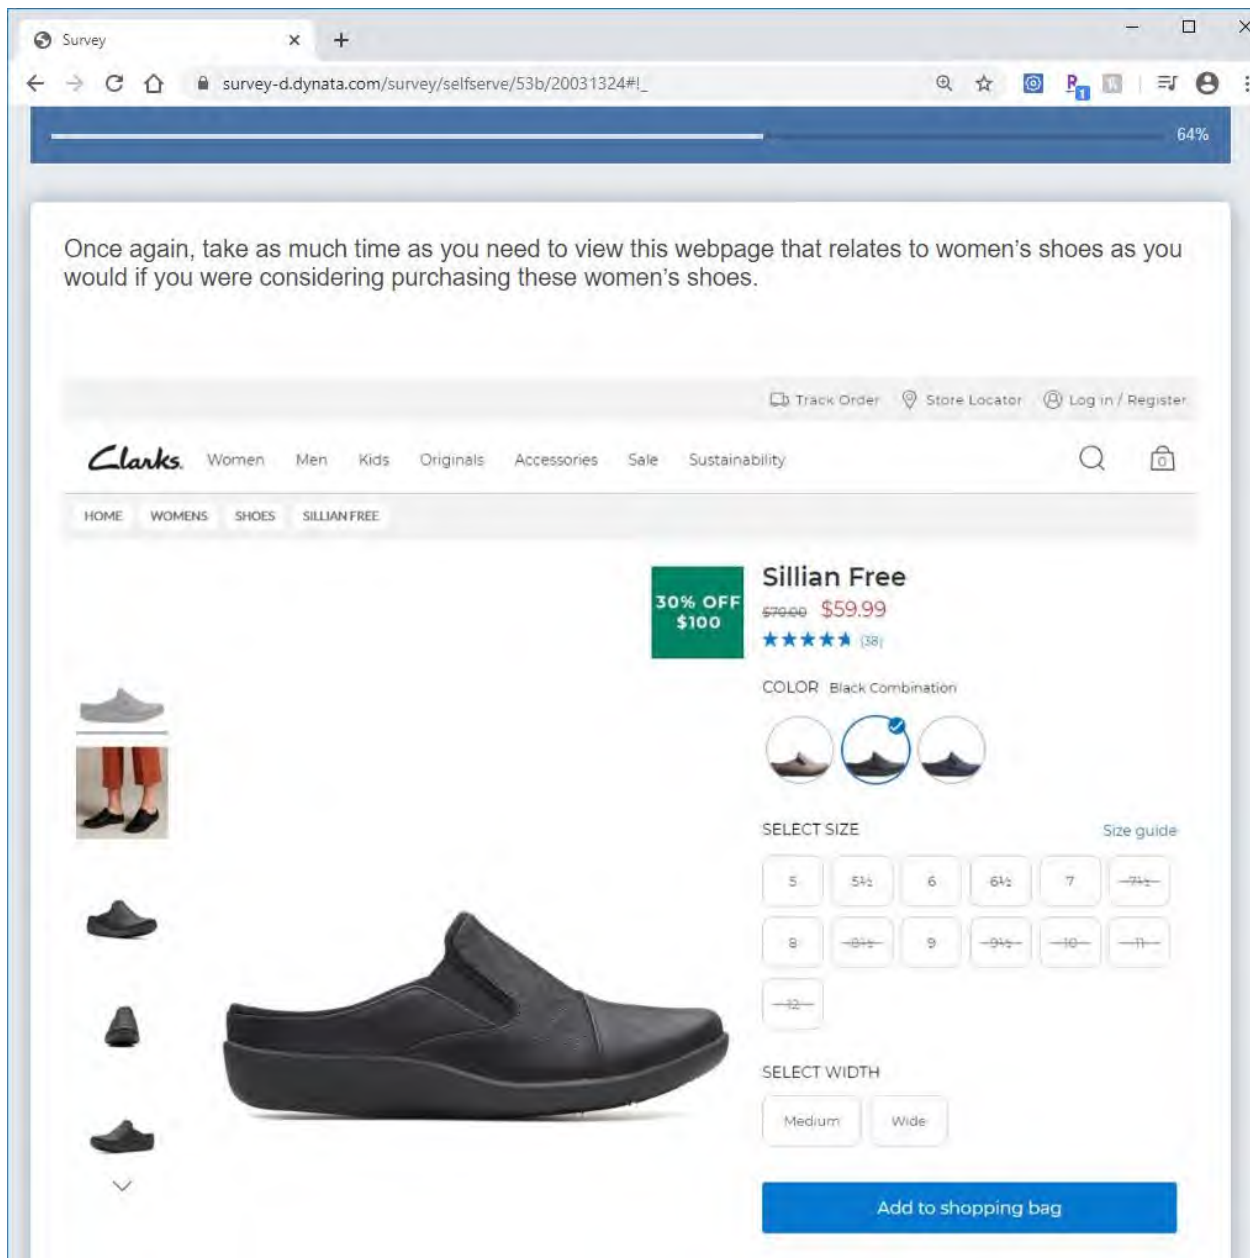 Survey
survey-d.dynata.com/survey/selfserve/53b/20031324#!_
1
64%
Once again, take as much time as you need to view this webpage that relates to women's shoes as you
would if you were considering purchasing these women's shoes.
Track Order Store Locator Log in / Register
Clarks. Women Men Kids Originals Accessories Sale Sustainability 0
HOME WOMENS SHOES SILLIAN FREE
30% OFF
$100
Sillian Free
$70.00 $59.99
(38)
COLOR Black Combination
SELECT SIZE Size guide
5 5½ 6 6½ 7 7½
8 8½ 9 9½ 10 11
12
SELECT WIDTH
Medium Wide
Add to shopping bag